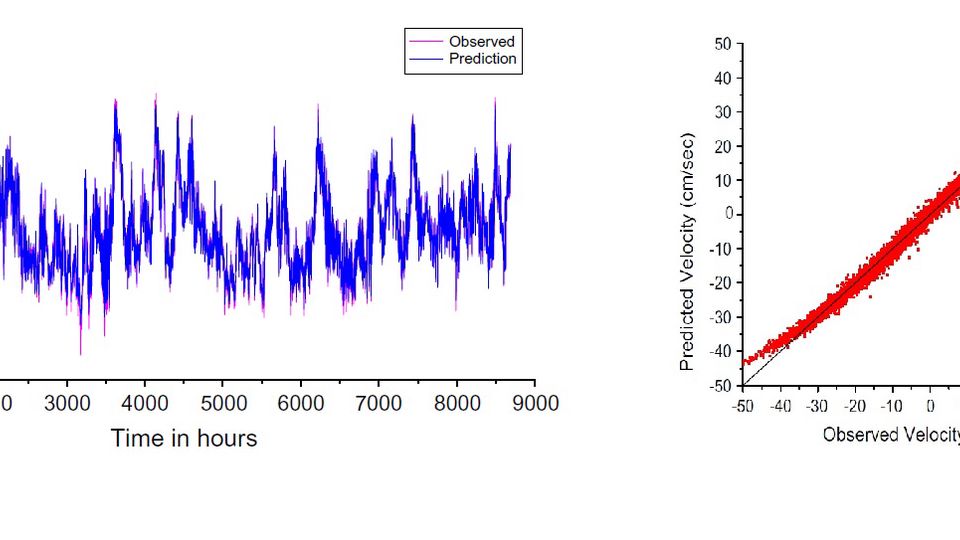 Observed
Prediction
0 3000 4000 5000 6000 7000 8000 9000
Time in hours
Predicted Velocity (cm/sec)
50
40
30
20
10
0
-10
-20
-30
-40
-50
-50 -40 -30 -20 -10 0
Observed Velocity